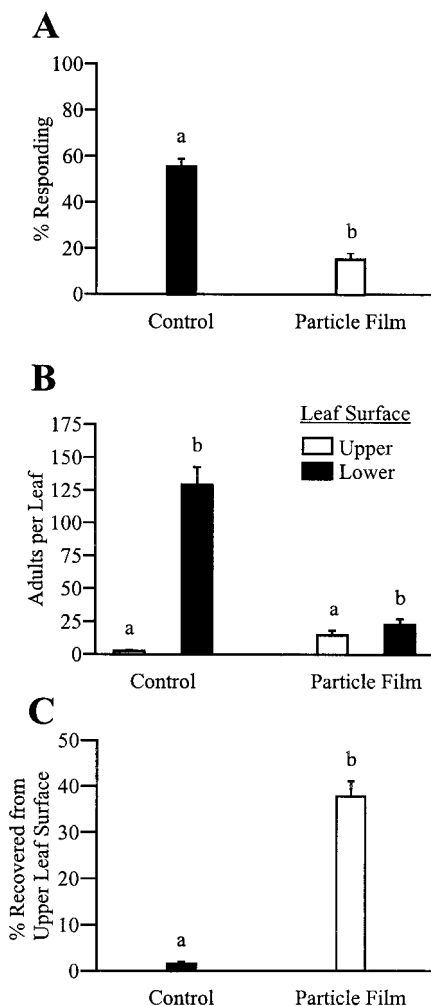 A
% Responding
100
80
60
40
20
0
a
b
Control
Particle Film
B
Adults per Leaf
175
150
125
100
75
50
25
0
Leaf Surface
Upper
Lower
a
b
a
b
Control
Particle Film
C
% Recovered from
Upper Leaf Surface
50
40
30
20
10
0
a
b
Control
Particle Film